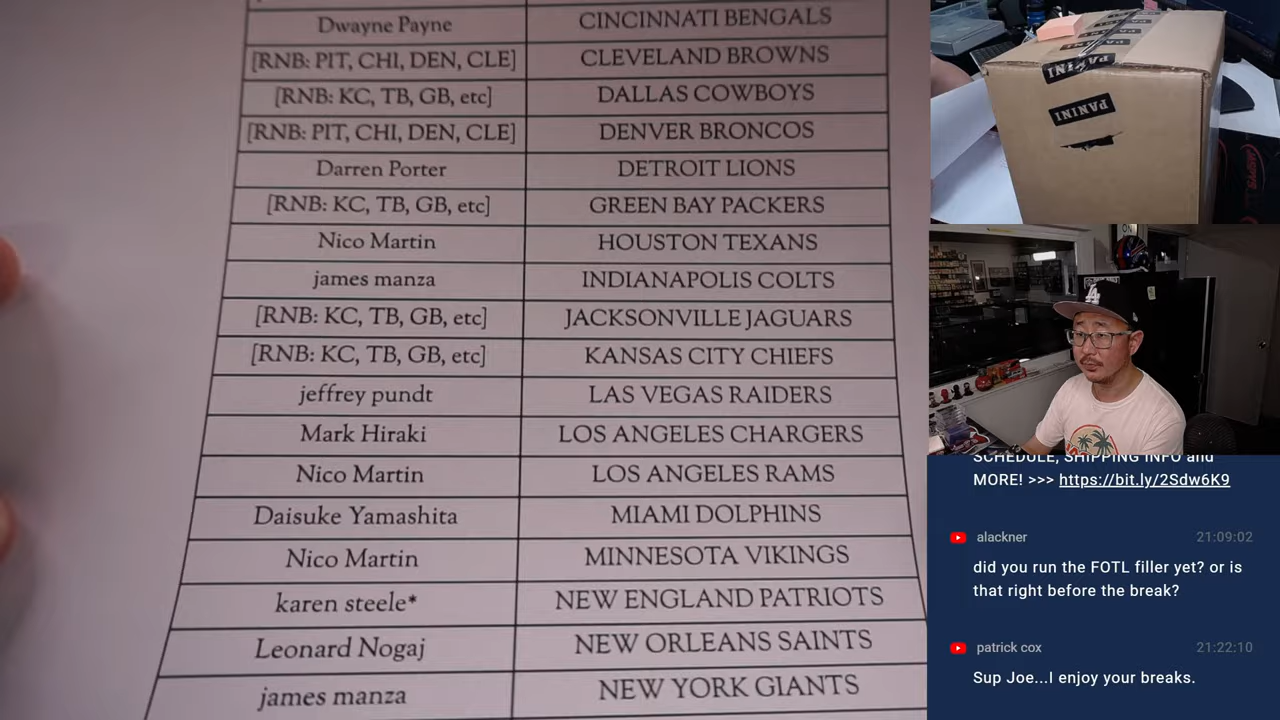 Dwayne Payne CINCINNATI BENGALS
[RNB: PIT, CHI, DEN, CLE] CLEVELAND BROWNS
[RNB: KC, TB, GB, etc] DALLAS COWBOYS
[RNB: PIT, CHI, DEN, CLE] DENVER BRONCOS
Darren Porter DETROIT LIONS
[RNB: KC, TB, GB, etc] GREEN BAY PACKERS
Nico Martin HOUSTON TEXANS
james manza INDIANAPOLIS COLTS
[RNB: KC, TB, GB, etc] JACKSONVILLE JAGUARS
[RNB: KC, TB, GB, etc] KANSAS CITY CHIEFS
jeffrey pundt LAS VEGAS RAIDERS
Mark Hiraki LOS ANGELES CHARGERS
Nico Martin LOS ANGELES RAMS
Daisuke Yamashita MIAMI DOLPHINS
Nico Martin MINNESOTA VIKINGS
karen steele* NEW ENGLAND PATRIOTS
Leonard Nogaj NEW ORLEANS SAINTS
james manza NEW YORK GIANTS
PANINI
PANINI
LA
SCHEDULE, SHIPPING INFO and
MORE! >>> https://bit.ly/2Sdw6K9
alackner 21:09:02
did you run the FOTL filler yet? or is
that right before the break?
patrick cox 21:22:10
Sup Joe...I enjoy your breaks.